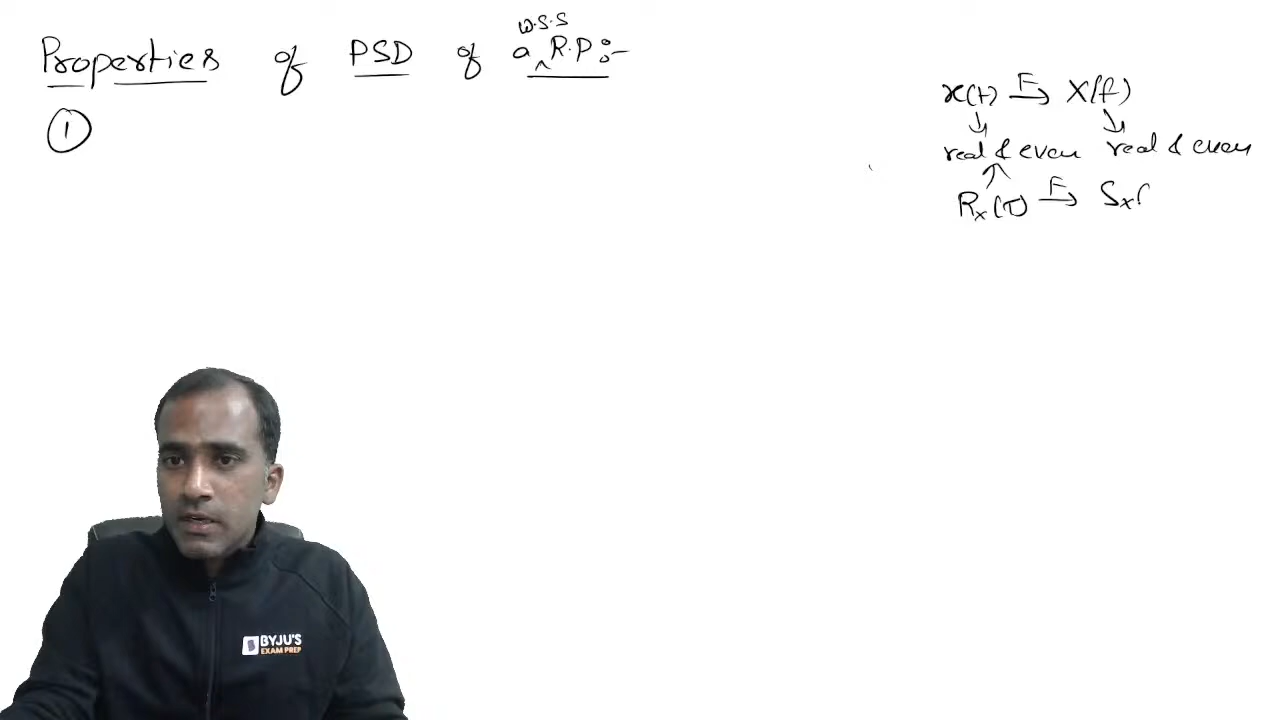 Properties of PSD of a ^ R.P :-
W.S.S
①
x(t) F→ X(f)
real & even real & even
Rx(τ) F→ Sx(
BYJU'S
EXAM PREP